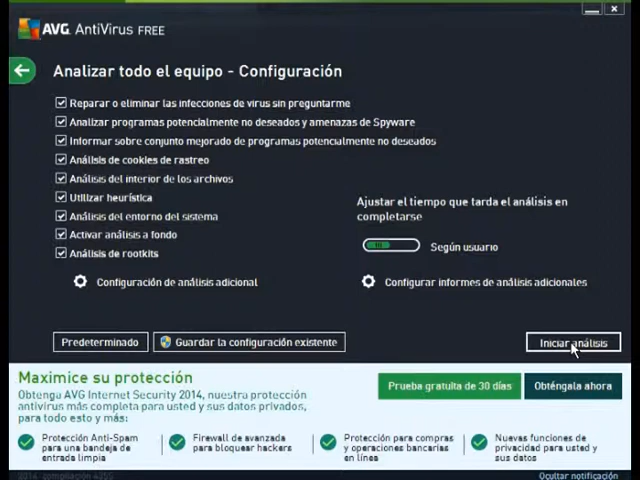 AVG AntiVirus FREE
Analizar todo el equipo - Configuración
Reparar o eliminar las infecciones de virus sin preguntarme
Analizar programas potencialmente no deseados y amenazas de Spyware
Informar sobre conjunto mejorado de programas potencialmente no deseados
Análisis de cookies de rastreo
Análisis del interior de los archivos
Utilizar heurística
Análisis del entorno del sistema
Activar análisis a fondo
Análisis de rootkits
Ajustar el tiempo que tarda el análisis en
completarse
Según usuario
Configuración de análisis adicional
Configurar informes de análisis adicionales
Predeterminado
Guardar la configuración existente
Iniciar análisis
Maximice su protección
Obtenga AVG Internet Security 2014, nuestra protección
antivirus más completa para usted y sus datos privados,
para todo esto y más:
Prueba gratuita de 30 días
Obténgala ahora
Protección Anti-Spam
para una bandeja de
entrada limpia
Firewall de avanzada
para bloquear hackers
Protección para compras
y operaciones bancarias
en línea
Nuevas funciones de
privacidad para usted y
sus datos
2014 compilación 4355
Ocultar notificación